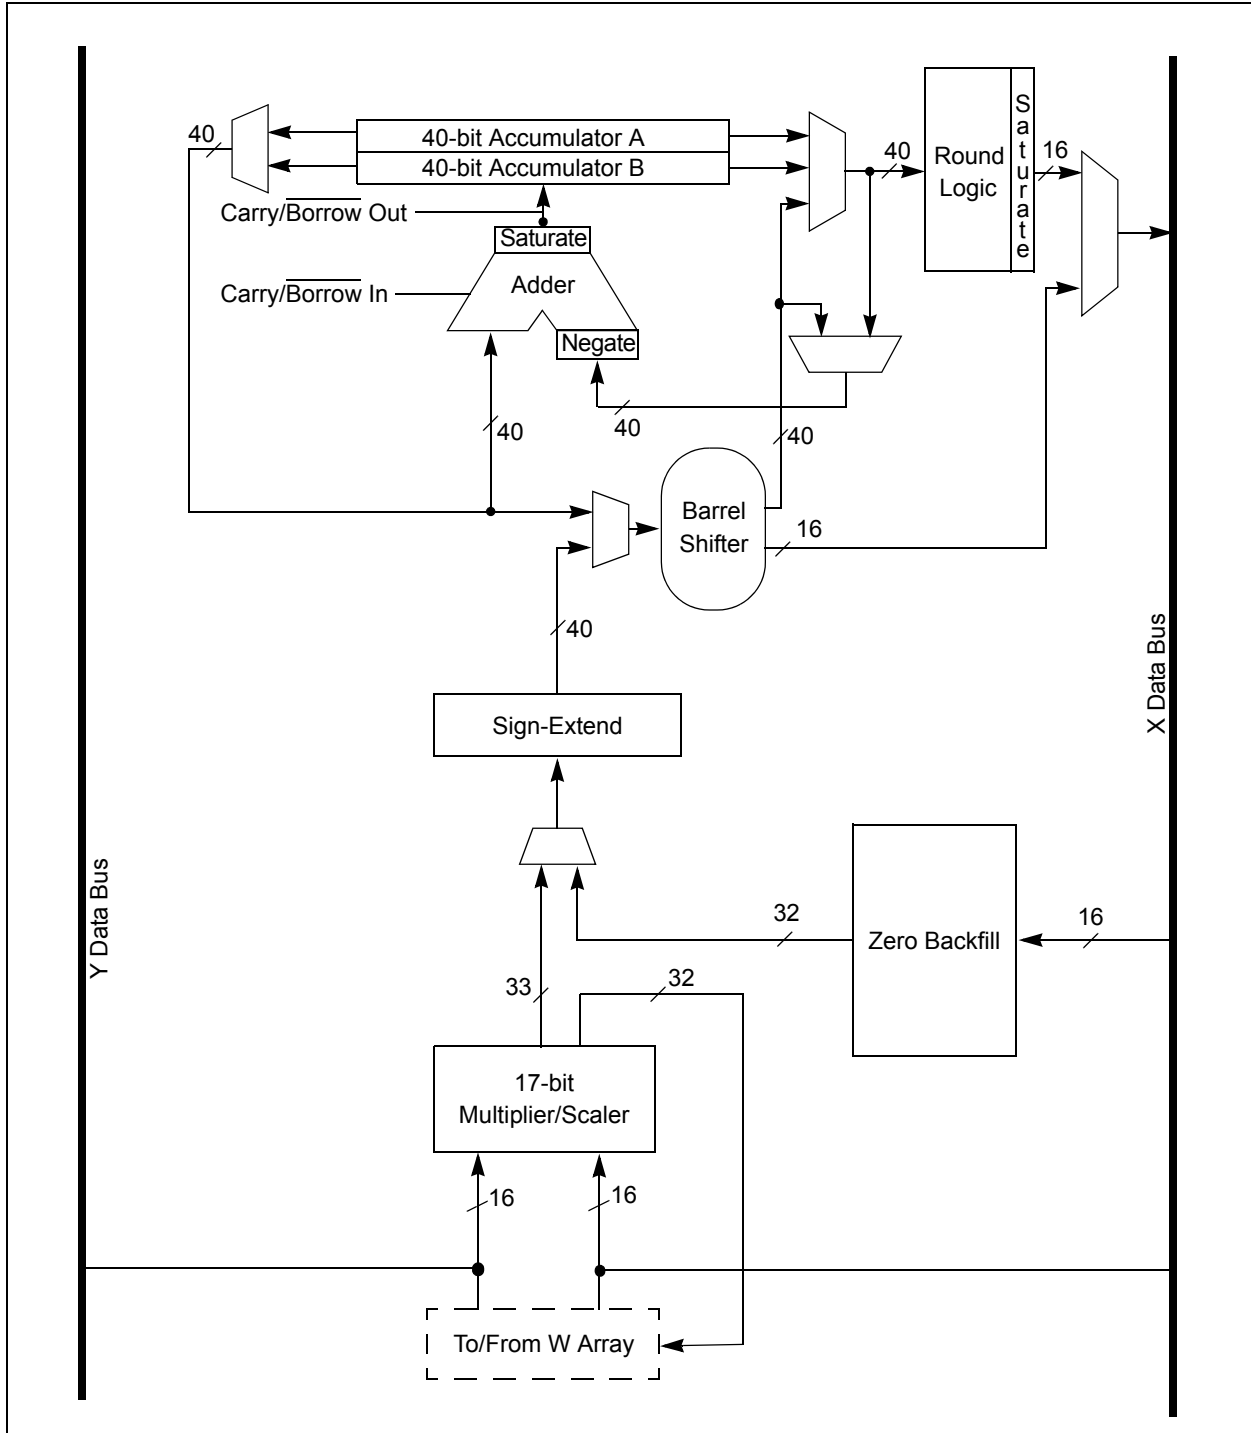 40
40-bit Accumulator A
40-bit Accumulator B
Carry/Borrow Out
Saturate
Carry/Borrow In
Adder
Negate
40
Round
Logic
Saturate
16
40
40
40
Barrel
Shifter
16
40
Sign-Extend
X Data Bus
Y Data Bus
32
Zero Backfill
16
33
32
17-bit
Multiplier/Scaler
16
16
To/From W Array